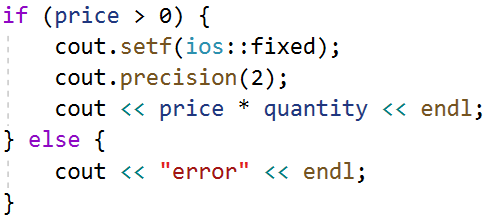 if (price > 0) {
    cout.setf(ios::fixed);
    cout.precision(2);
    cout << price * quantity << endl;
} else {
    cout << "error" << endl;
}